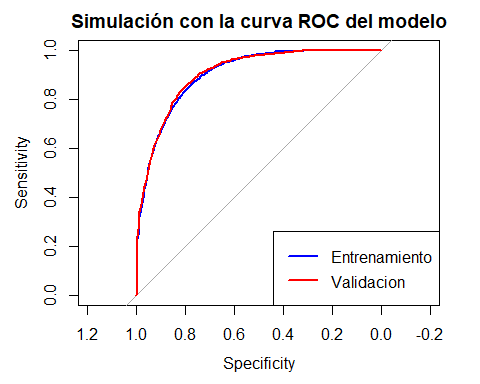 Simulación con la curva ROC del modelo
Sensitivity
1.0
0.8
0.6
0.4
0.2
0.0
Entrenamiento
Validacion
1.2 1.0 0.8 0.6 0.4 0.2 0.0 -0.2
Specificity